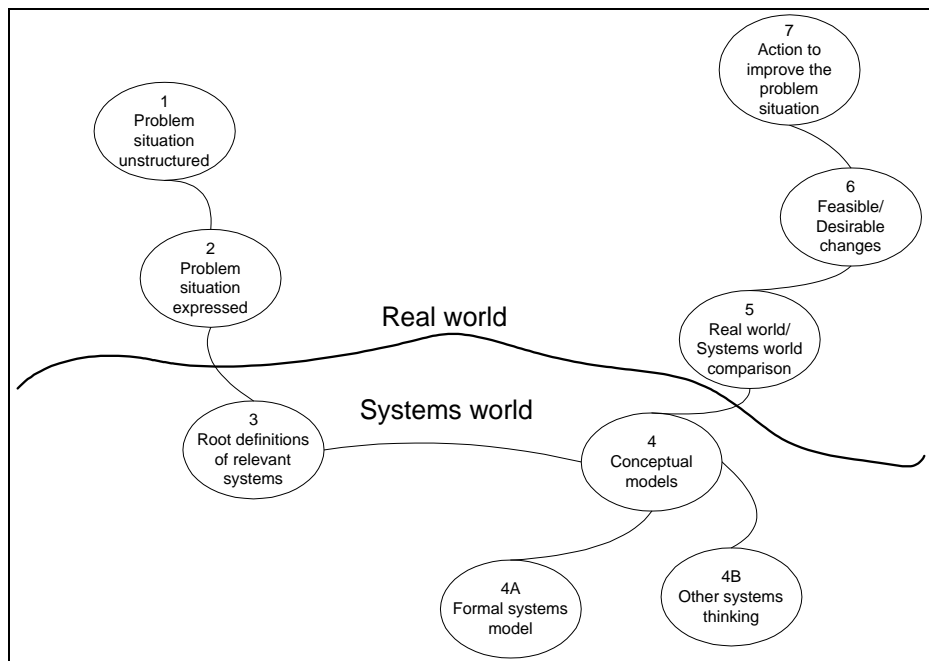 1
Problem
situation
unstructured
2
Problem
situation
expressed
Real world
Systems world
3
Root definitions
of relevant
systems
4
Conceptual
models
4A
Formal systems
model
4B
Other systems
thinking
5
Real world/
Systems world
comparison
6
Feasible/
Desirable
changes
7
Action to
improve the
problem
situation